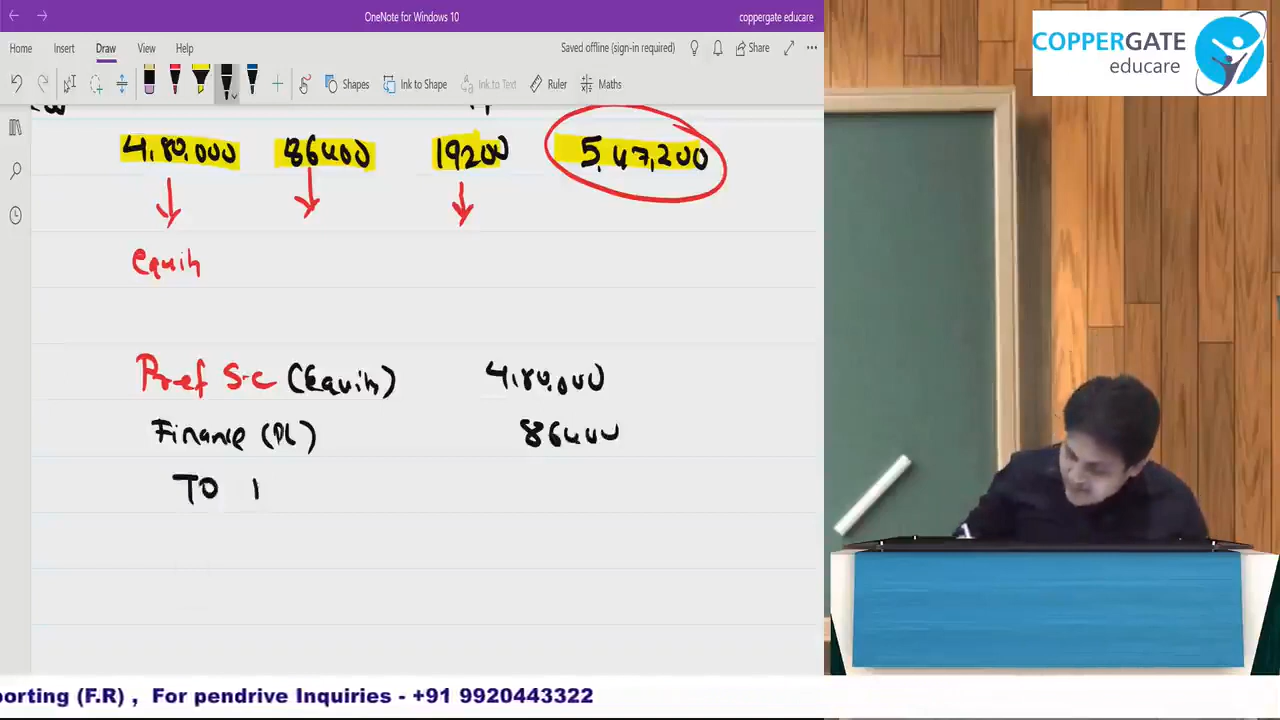 OneNote for Windows 10
coppergate educare
Home Insert Draw View Help
Saved offline (sign-in required)
Share
Shapes
Ink to Shape
Ink to Text
Ruler
Maths
COPPERGATE
educare
4,80,000 86400 19200 5,47,200
equity
Pref S.C (Equity) 4,80,000
Finance (PL) 86400
TO
porting (F.R) , For pendrive Inquiries - +91 9920443322